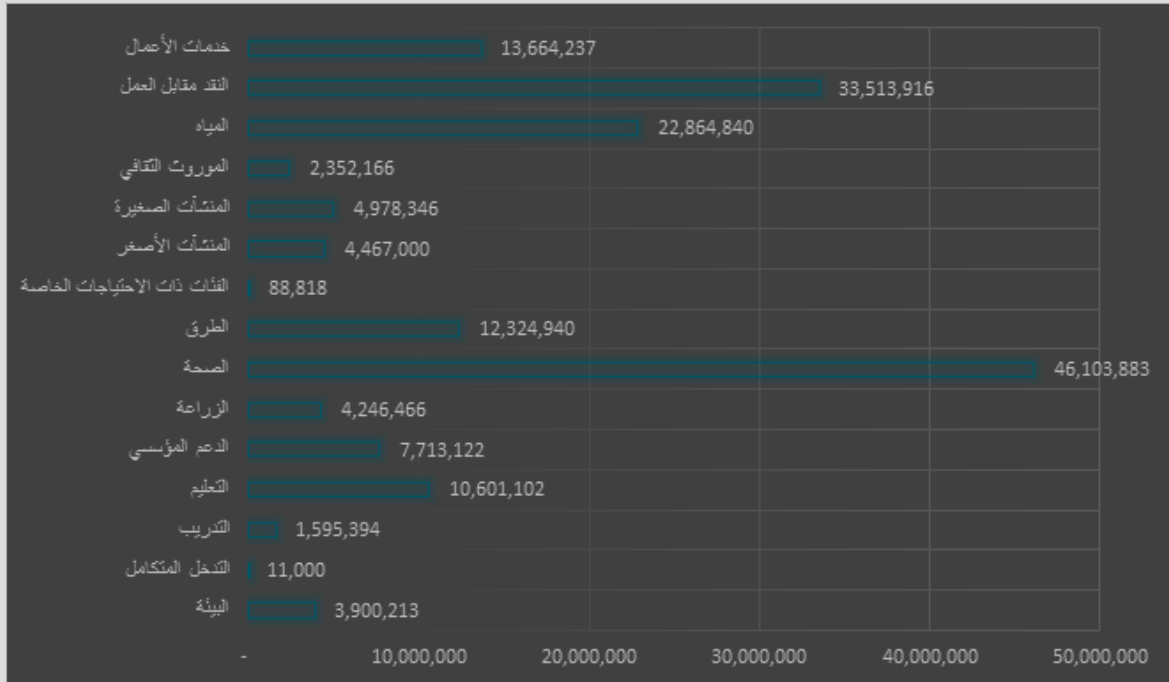 خدمات الأعمال 13,664,237
النقد مقابل العمل 33,513,916
المياه 22,864,840
الموروث الثقافي 2,352,166
المنشآت الصغيرة 4,978,346
المنشآت الأصغر 4,467,000
الفئات ذات الاحتياجات الخاصة 88,818
الطرق 12,324,940
الصحة 46,103,883
الزراعة 4,246,466
الدعم المؤسسي 7,713,122
التعليم 10,601,102
التدريب 1,595,394
التدخل المتكامل 11,000
البيئة 3,900,213
- 10,000,000 20,000,000 30,000,000 40,000,000 50,000,000